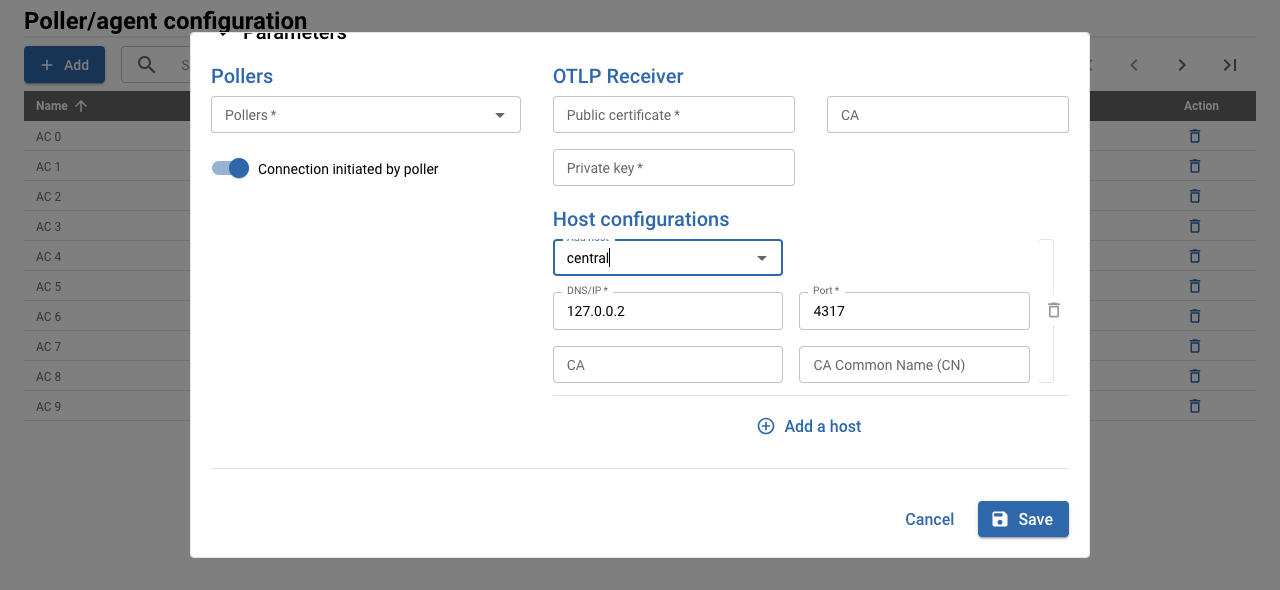 Poller/agent configuration
Add
Name
Action
AC 0
AC 1
AC 2
AC 3
AC 4
AC 5
AC 6
AC 7
AC 8
AC 9
Parameters
Pollers
Pollers *
Connection initiated by poller
OTLP Receiver
Public certificate *
CA
Private key *
Host configurations
Add host
central
DNS/IP *
127.0.0.2
Port *
4317
CA
CA Common Name (CN)
Add a host
Cancel
Save